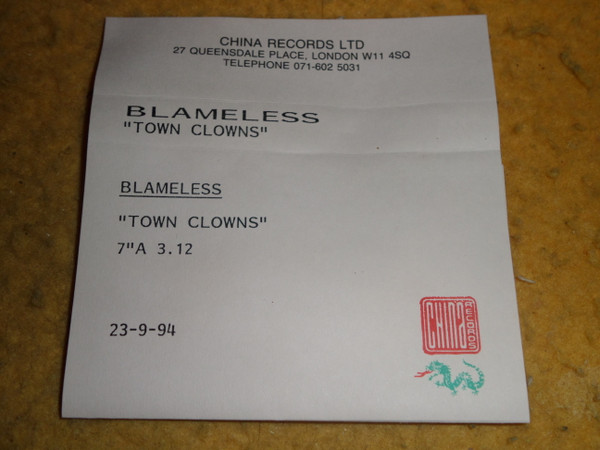 CHINA RECORDS LTD
27 QUEENSDALE PLACE, LONDON W11 4SQ
TELEPHONE 071-602 5031
BLAMELESS
"TOWN CLOWNS"
BLAMELESS
"TOWN CLOWNS"
7"A 3.12
23-9-94
CHINA
RECORDS